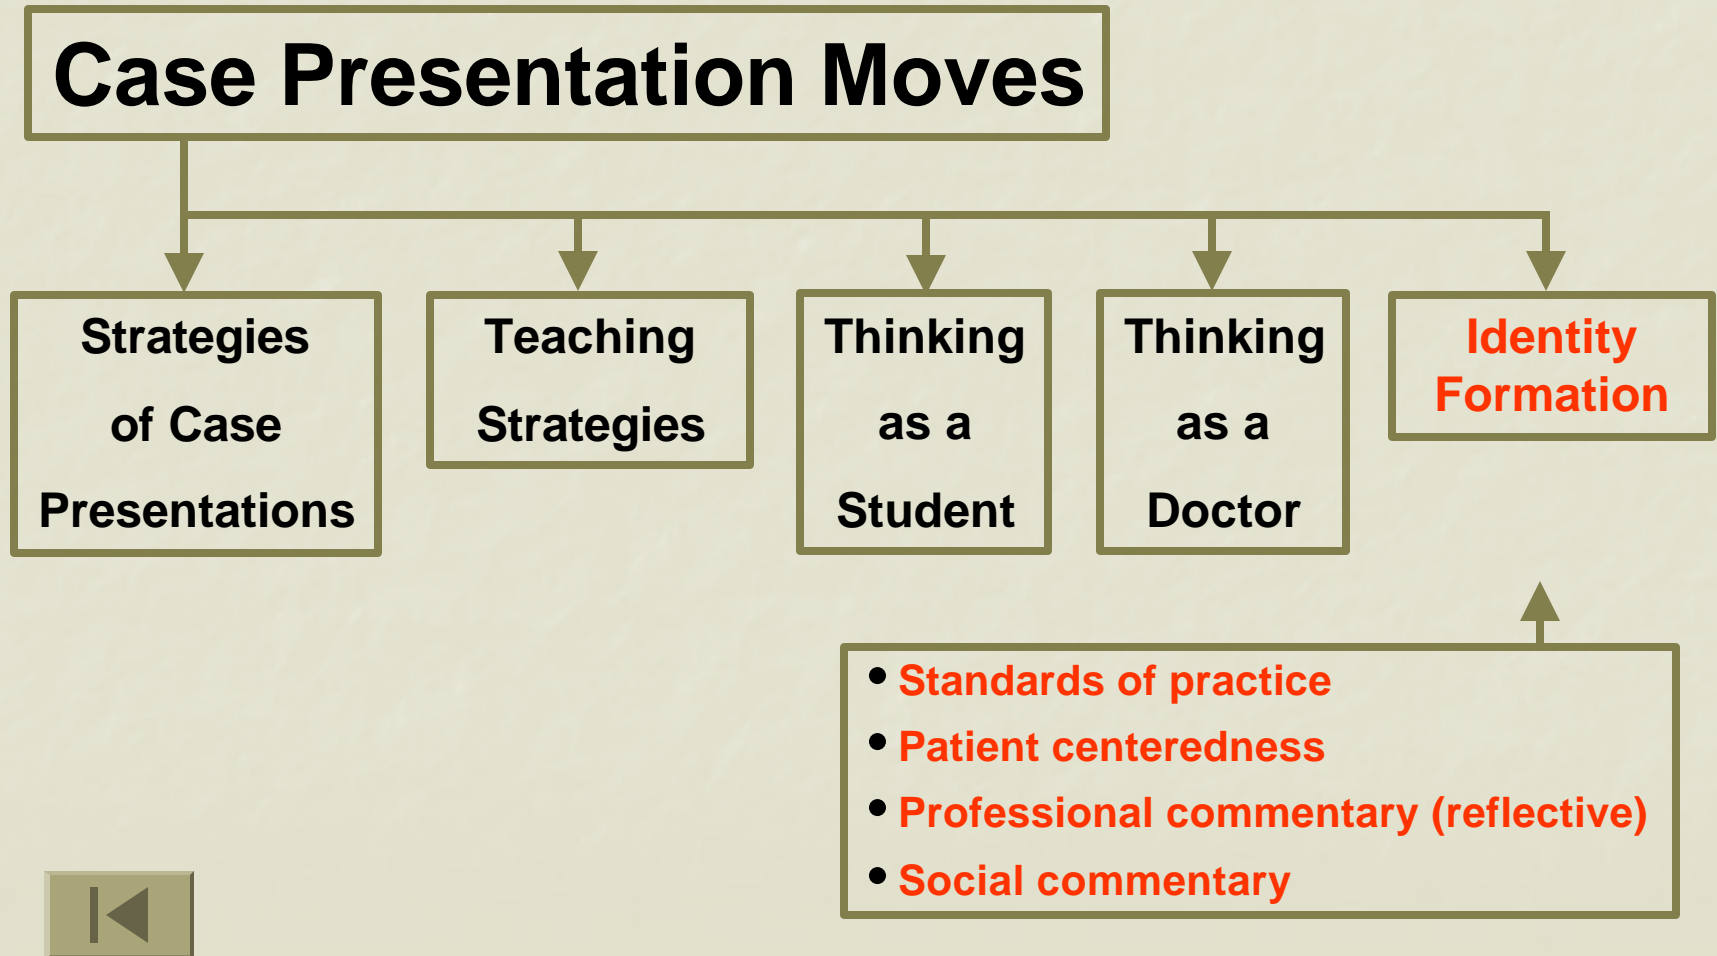 Case Presentation Moves
Strategies
of Case
Presentations
Teaching
Strategies
Thinking
as a
Student
Thinking
as a
Doctor
Identity
Formation
• Standards of practice
• Patient centeredness
• Professional commentary (reflective)
• Social commentary